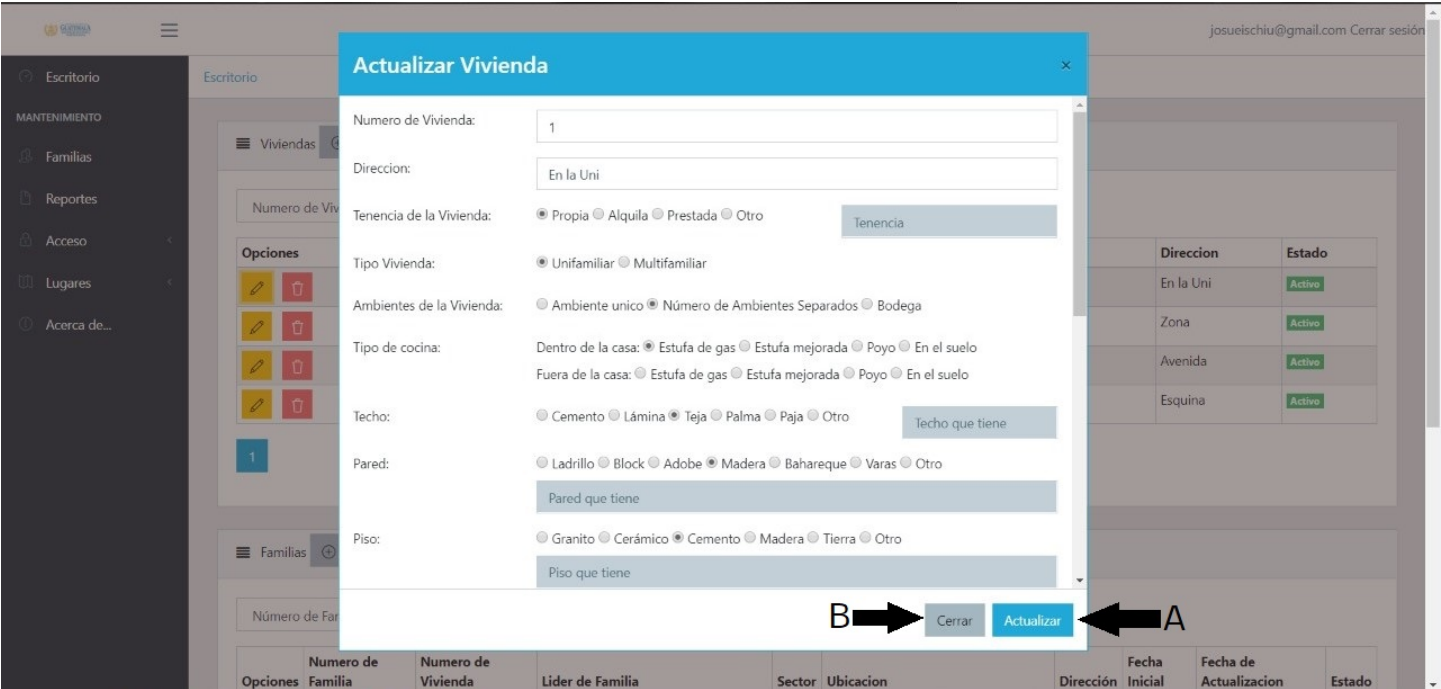 GUATEMALA
josueischiu@gmail.com Cerrar sesión
Escritorio
MANTENIMIENTO
Familias
Reportes
Acceso
Lugares
Acerca de...
Escritorio
Viviendas
Numero de Viv
Opciones
Direccion Estado
En la Uni Activo
Zona Activo
Avenida Activo
Esquina Activo
1
Familias
Número de Far
Opciones Numero de Familia Numero de Vivienda Lider de Familia Sector Ubicacion Dirección Fecha Inicial Fecha de Actualizacion Estado
Actualizar Vivienda ×
Numero de Vivienda: 1
Direccion: En la Uni
Tenencia de la Vivienda: Propia Alquila Prestada Otro Tenencia
Tipo Vivienda: Unifamiliar Multifamiliar
Ambientes de la Vivienda: Ambiente unico Número de Ambientes Separados Bodega
Tipo de cocina: Dentro de la casa: Estufa de gas Estufa mejorada Poyo En el suelo
Fuera de la casa: Estufa de gas Estufa mejorada Poyo En el suelo
Techo: Cemento Lámina Teja Palma Paja Otro Techo que tiene
Pared: Ladrillo Block Adobe Madera Bahareque Varas Otro
Pared que tiene
Piso: Granito Cerámico Cemento Madera Tierra Otro
Piso que tiene
B Cerrar Actualizar A